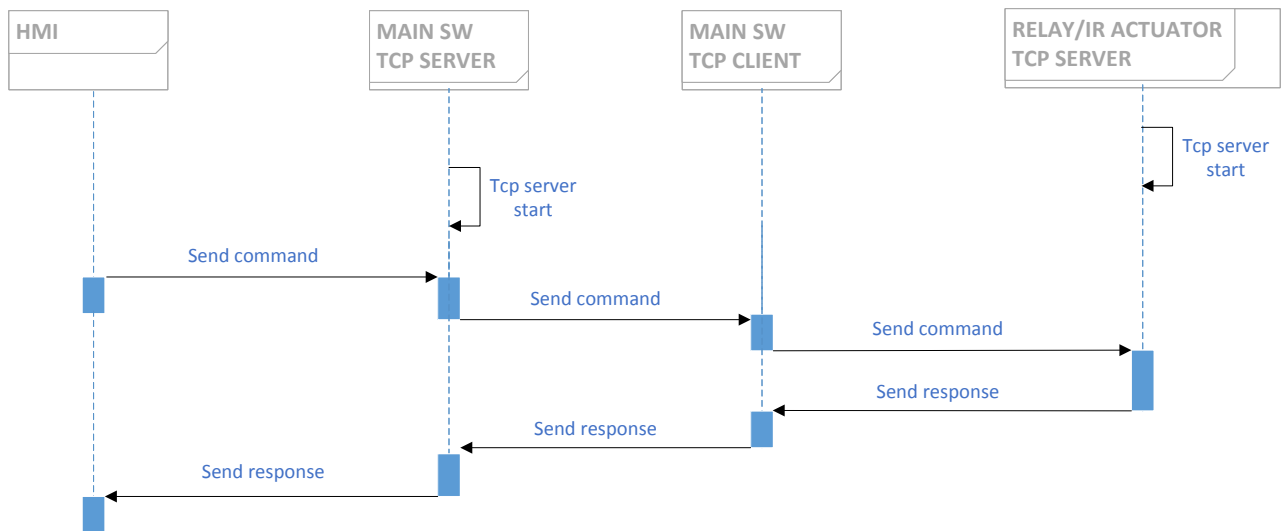 HMI
MAIN SW
TCP SERVER
MAIN SW
TCP CLIENT
RELAY/IR ACTUATOR
TCP SERVER
Tcp server
start
Tcp server
start
Send command
Send command
Send command
Send response
Send response
Send response